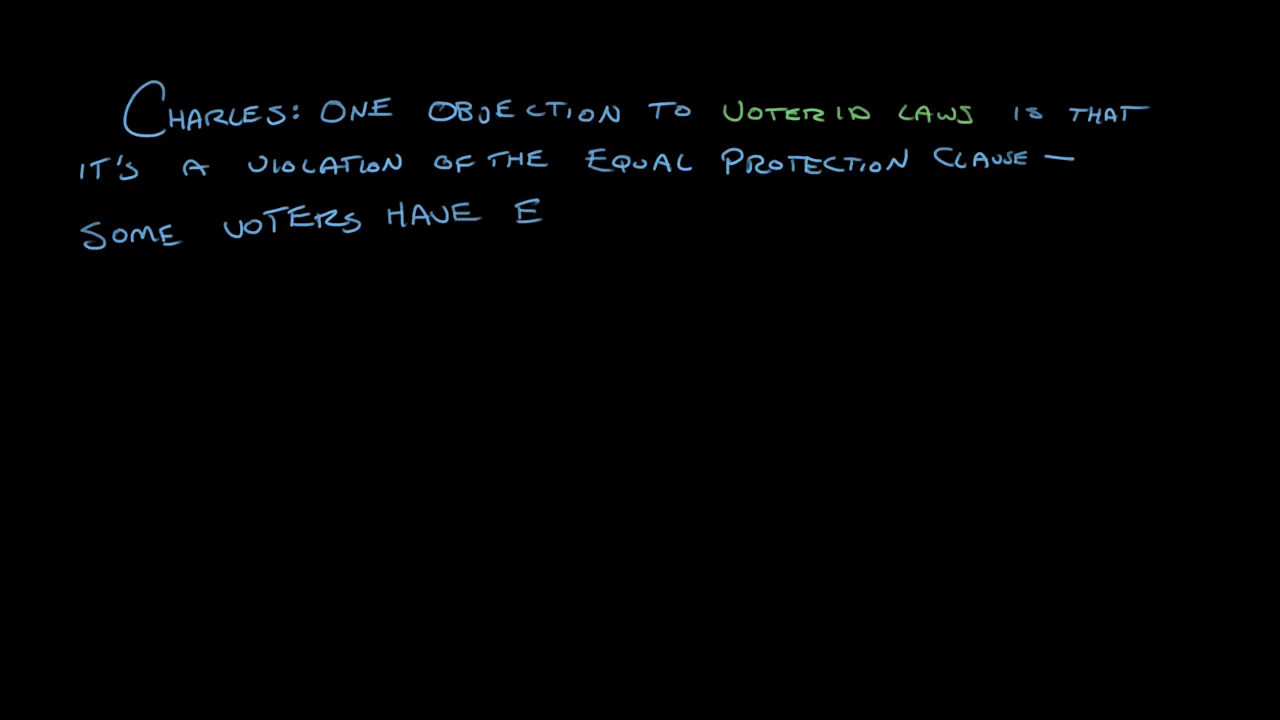 CHARLES: ONE OBJECTION TO VOTER ID LAWS IS THAT
IT'S A VIOLATION OF THE EQUAL PROTECTION CLAUSE —
SOME VOTERS HAVE E